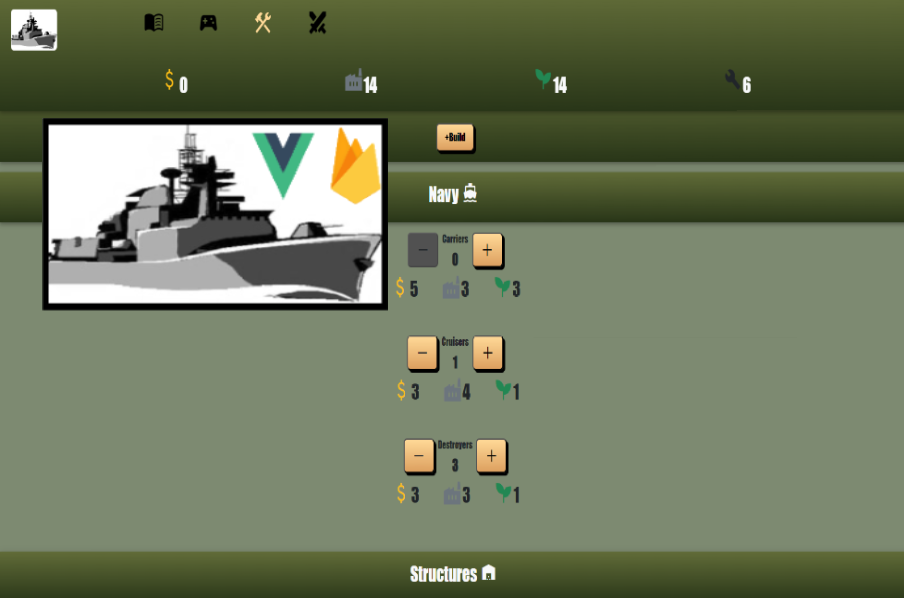 $ 0 14 14 6
+Build
Navy
Carriers
− 0 +
$ 5 3 3
Cruisers
− 1 +
$ 3 4 1
Destroyers
− 3 +
$ 3 3 1
Structures